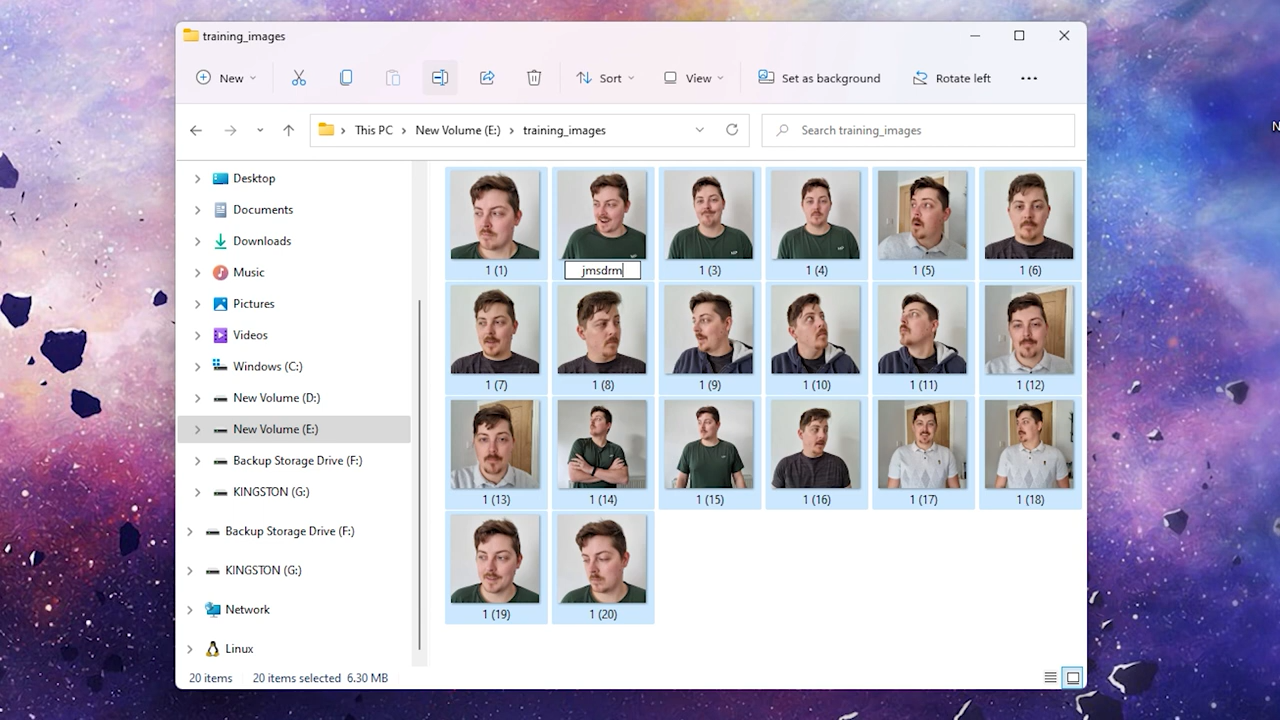 training_images
New
Sort
View
Set as background
Rotate left
This PC
New Volume (E:)
training_images
Search training_images
Desktop
Documents
Downloads
Music
Pictures
Videos
Windows (C:)
New Volume (D:)
New Volume (E:)
Backup Storage Drive (F:)
KINGSTON (G:)
Backup Storage Drive (F:)
KINGSTON (G:)
Network
Linux
1 (1)
jmsdrm
1 (3)
1 (4)
1 (5)
1 (6)
1 (7)
1 (8)
1 (9)
1 (10)
1 (11)
1 (12)
1 (13)
1 (14)
1 (15)
1 (16)
1 (17)
1 (18)
1 (19)
1 (20)
20 items
20 items selected 6.30 MB
N